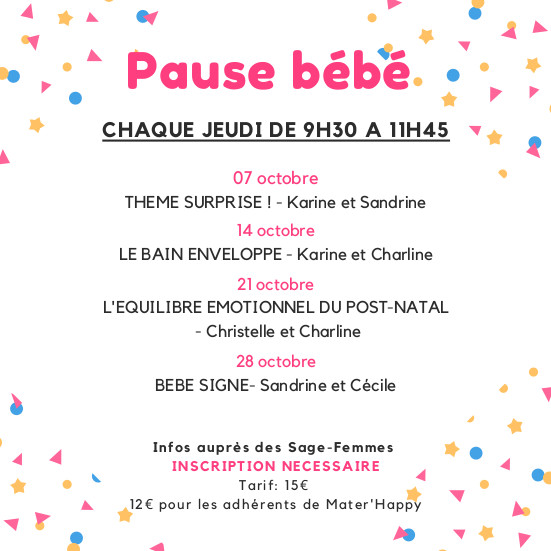 Pause bébé
CHAQUE JEUDI DE 9H30 A 11H45
07 octobre
THEME SURPRISE ! - Karine et Sandrine
14 octobre
LE BAIN ENVELOPPE - Karine et Charline
21 octobre
L'EQUILIBRE EMOTIONNEL DU POST-NATAL
- Christelle et Charline
28 octobre
BEBE SIGNE- Sandrine et Cécile
Infos auprès des Sage-Femmes
INSCRIPTION NECESSAIRE
Tarif: 15€
12€ pour les adhérents de Mater'Happy